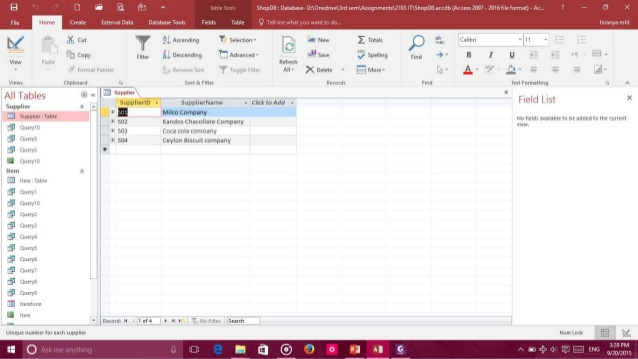 Table Tools
ShopDB : Database- D:\Onedrive\3rd sem\Assignments\2103 IT\ShopDB.accdb (Access 2007 - 2016 file format) - Ac...
Niranya mht
File Home Create External Data Database Tools Fields Table Tell me what you want to do...
View
Paste
Cut
Copy
Format Painter
Filter
Ascending
Descending
Remove Sort
Selection
Advanced
Toggle Filter
Refresh All
New
Save
Delete
Totals
Spelling
More
Find
Calibri 11
B I U
Views Clipboard Sort & Filter Records Find Text Formatting
All Tables
Supplier
Supplier : Table
Query10
Query3
Query5
Query10
Item
Item : Table
Query1
Query10
Query2
Query3
Query4
Query5
Query6
Query7
Query8
Query9
Itemform
Item
Supplier
SupplierID SupplierName Click to Add
501 Milco Company
502 Kandos Chacollate Company
503 Coca cola comoany
504 Ceylon Biscuit company
Record: 1 of 4 No Filter Search
Field List
No fields available to be added to the current view.
Unique number for each supplier
Num Lock
Ask me anything
ENG
3:28 PM
9/20/2015